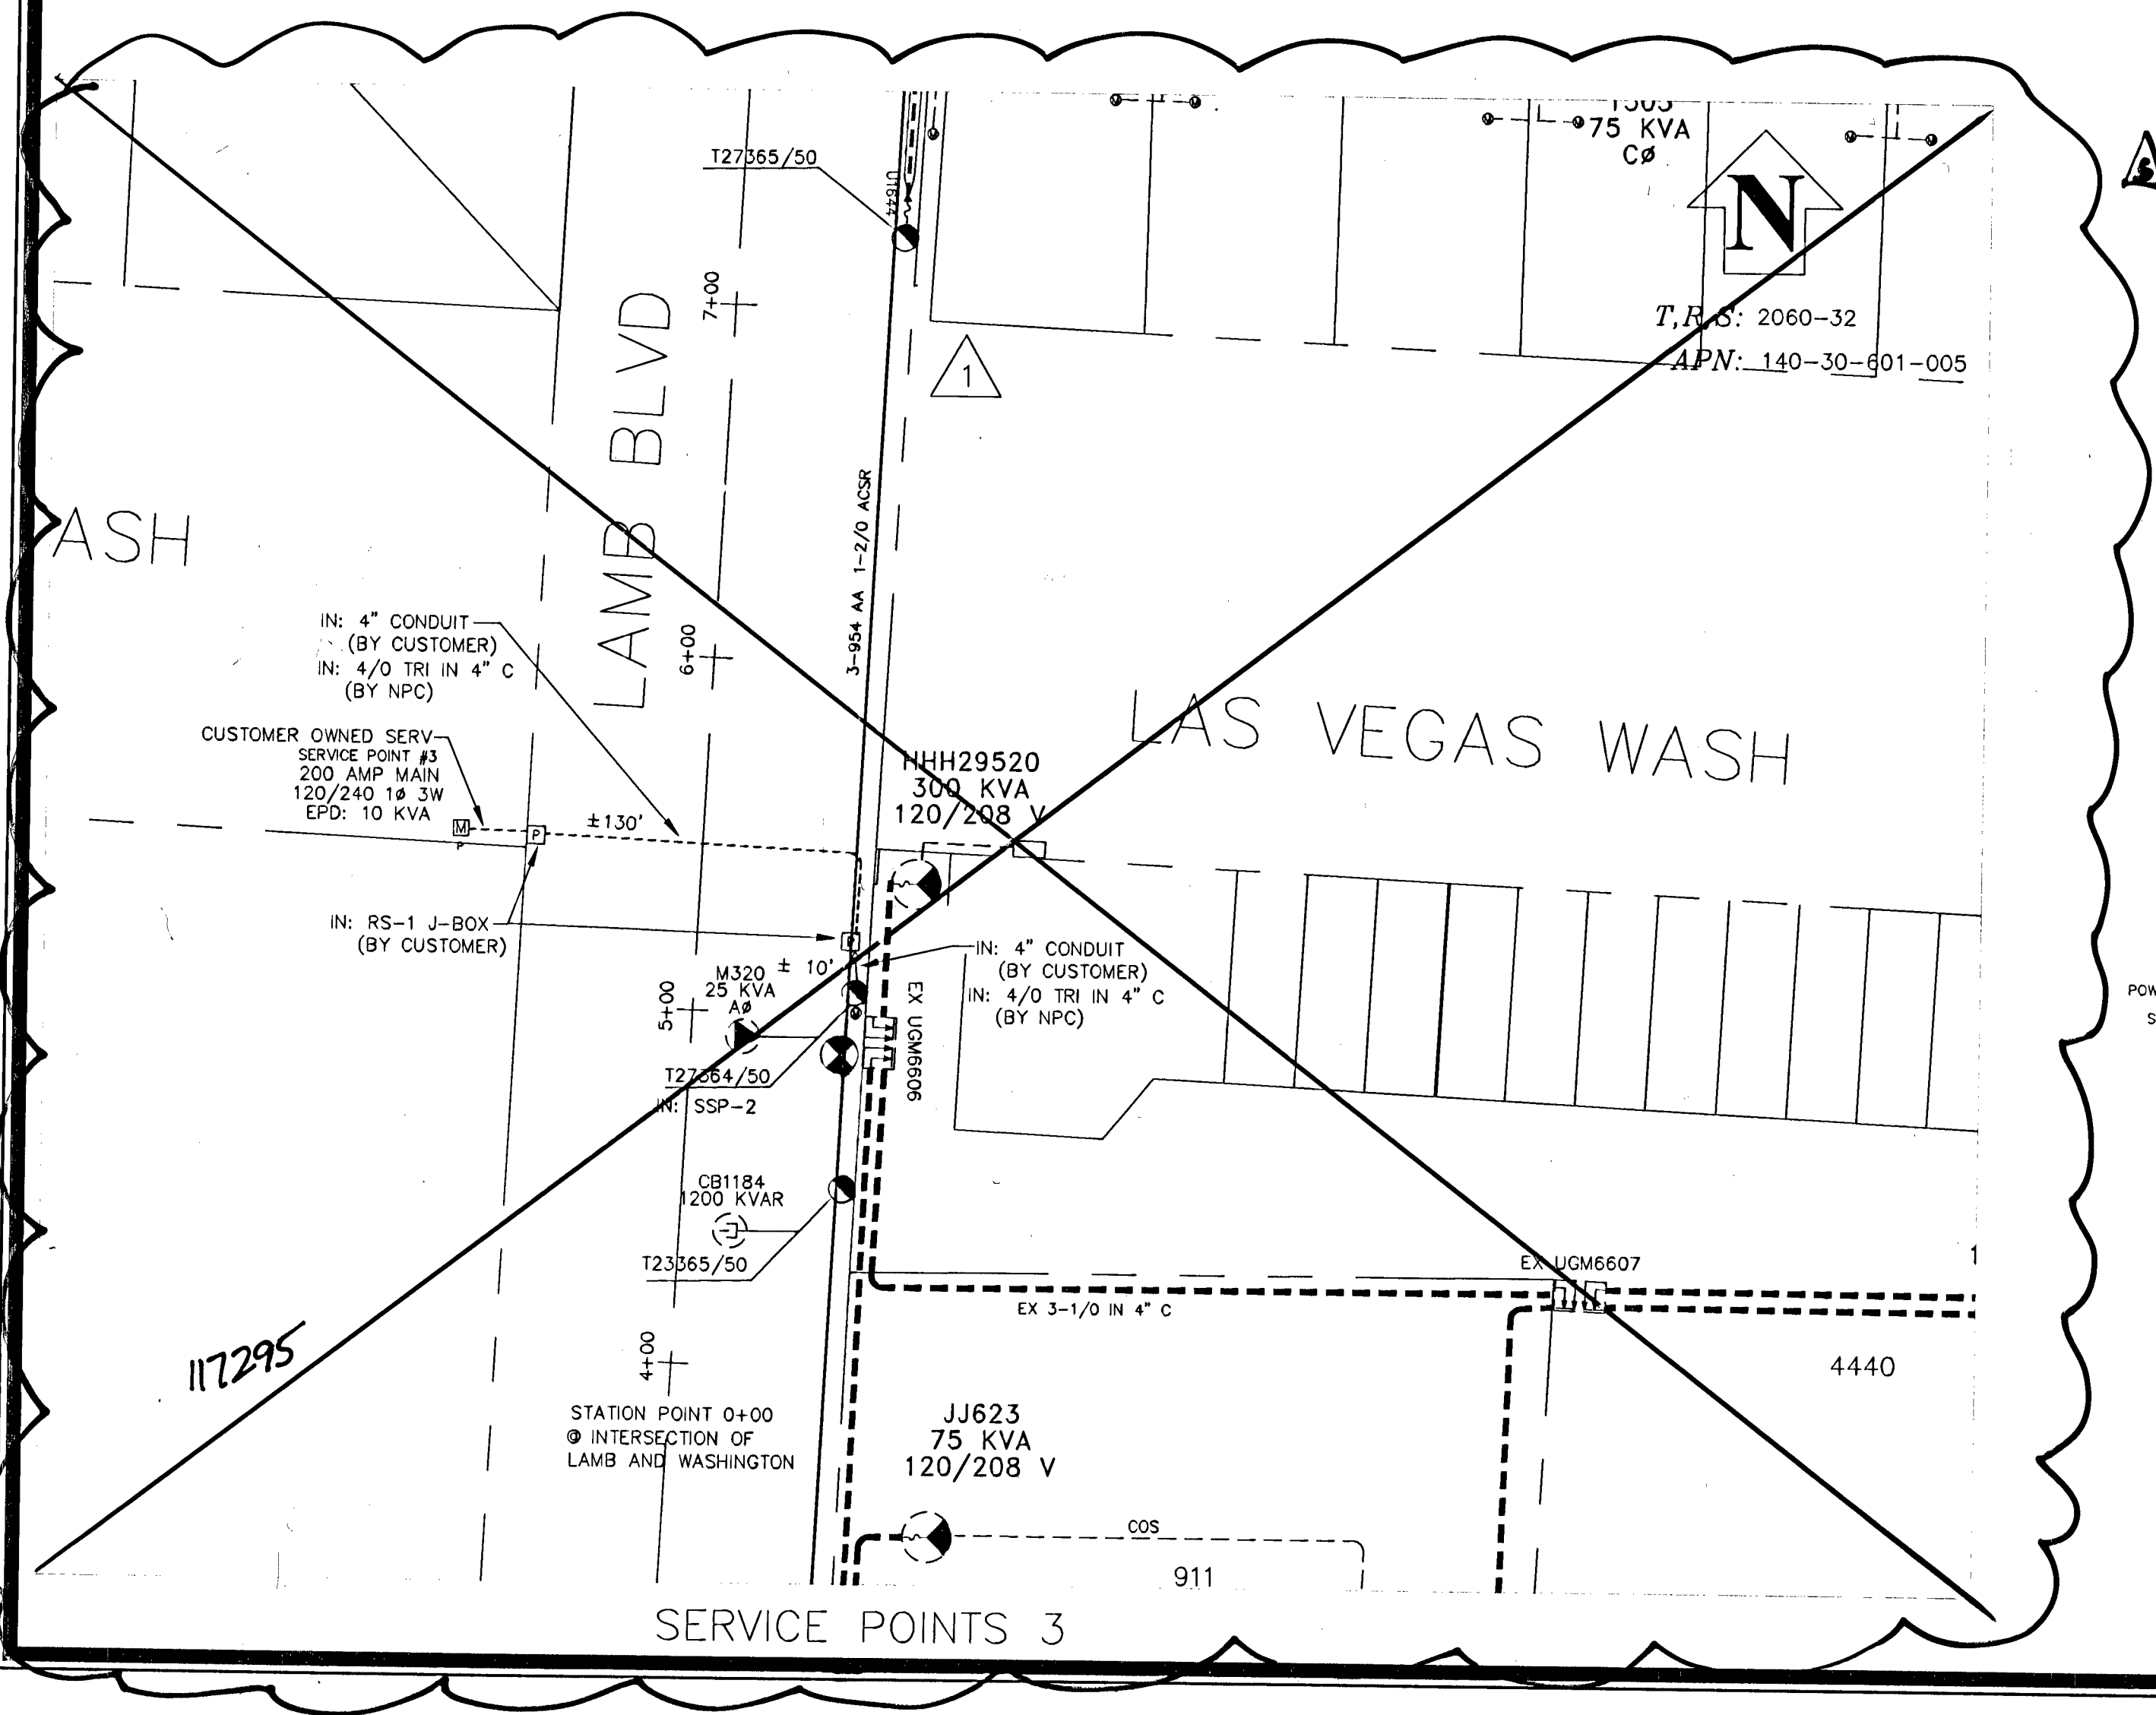 75 KVA
CØ
T27365/50
U1644
N
7+00
T,R,S: 2060-32
APN: 140-30-601-005
1
LAMB BLVD
3-954 AA 1-2/0 ACSR
ASH
IN: 4" CONDUIT
(BY CUSTOMER)
IN: 4/0 TRI IN 4" C
(BY NPC)
6+00
LAS VEGAS WASH
CUSTOMER OWNED SERV
SERVICE POINT #3
200 AMP MAIN
120/240 1Ø 3W
EPD: 10 KVA
HHH29520
300 KVA
120/208 V
M
P
P
±130'
IN: RS-1 J-BOX
(BY CUSTOMER)
P
± 10'
IN: 4" CONDUIT
(BY CUSTOMER)
IN: 4/0 TRI IN 4" C
(BY NPC)
M320
25 KVA
AØ
5+00
EX UGM6606
T27364/50
IN: SSP-2
POW
S
CB1184
1200 KVAR
T23365/50
EX UGM6607
1
EX 3-1/0 IN 4" C
117295
4+00
4440
STATION POINT 0+00
@ INTERSECTION OF
LAMB AND WASHINGTON
JJ623
75 KVA
120/208 V
COS
911
SERVICE POINTS 3